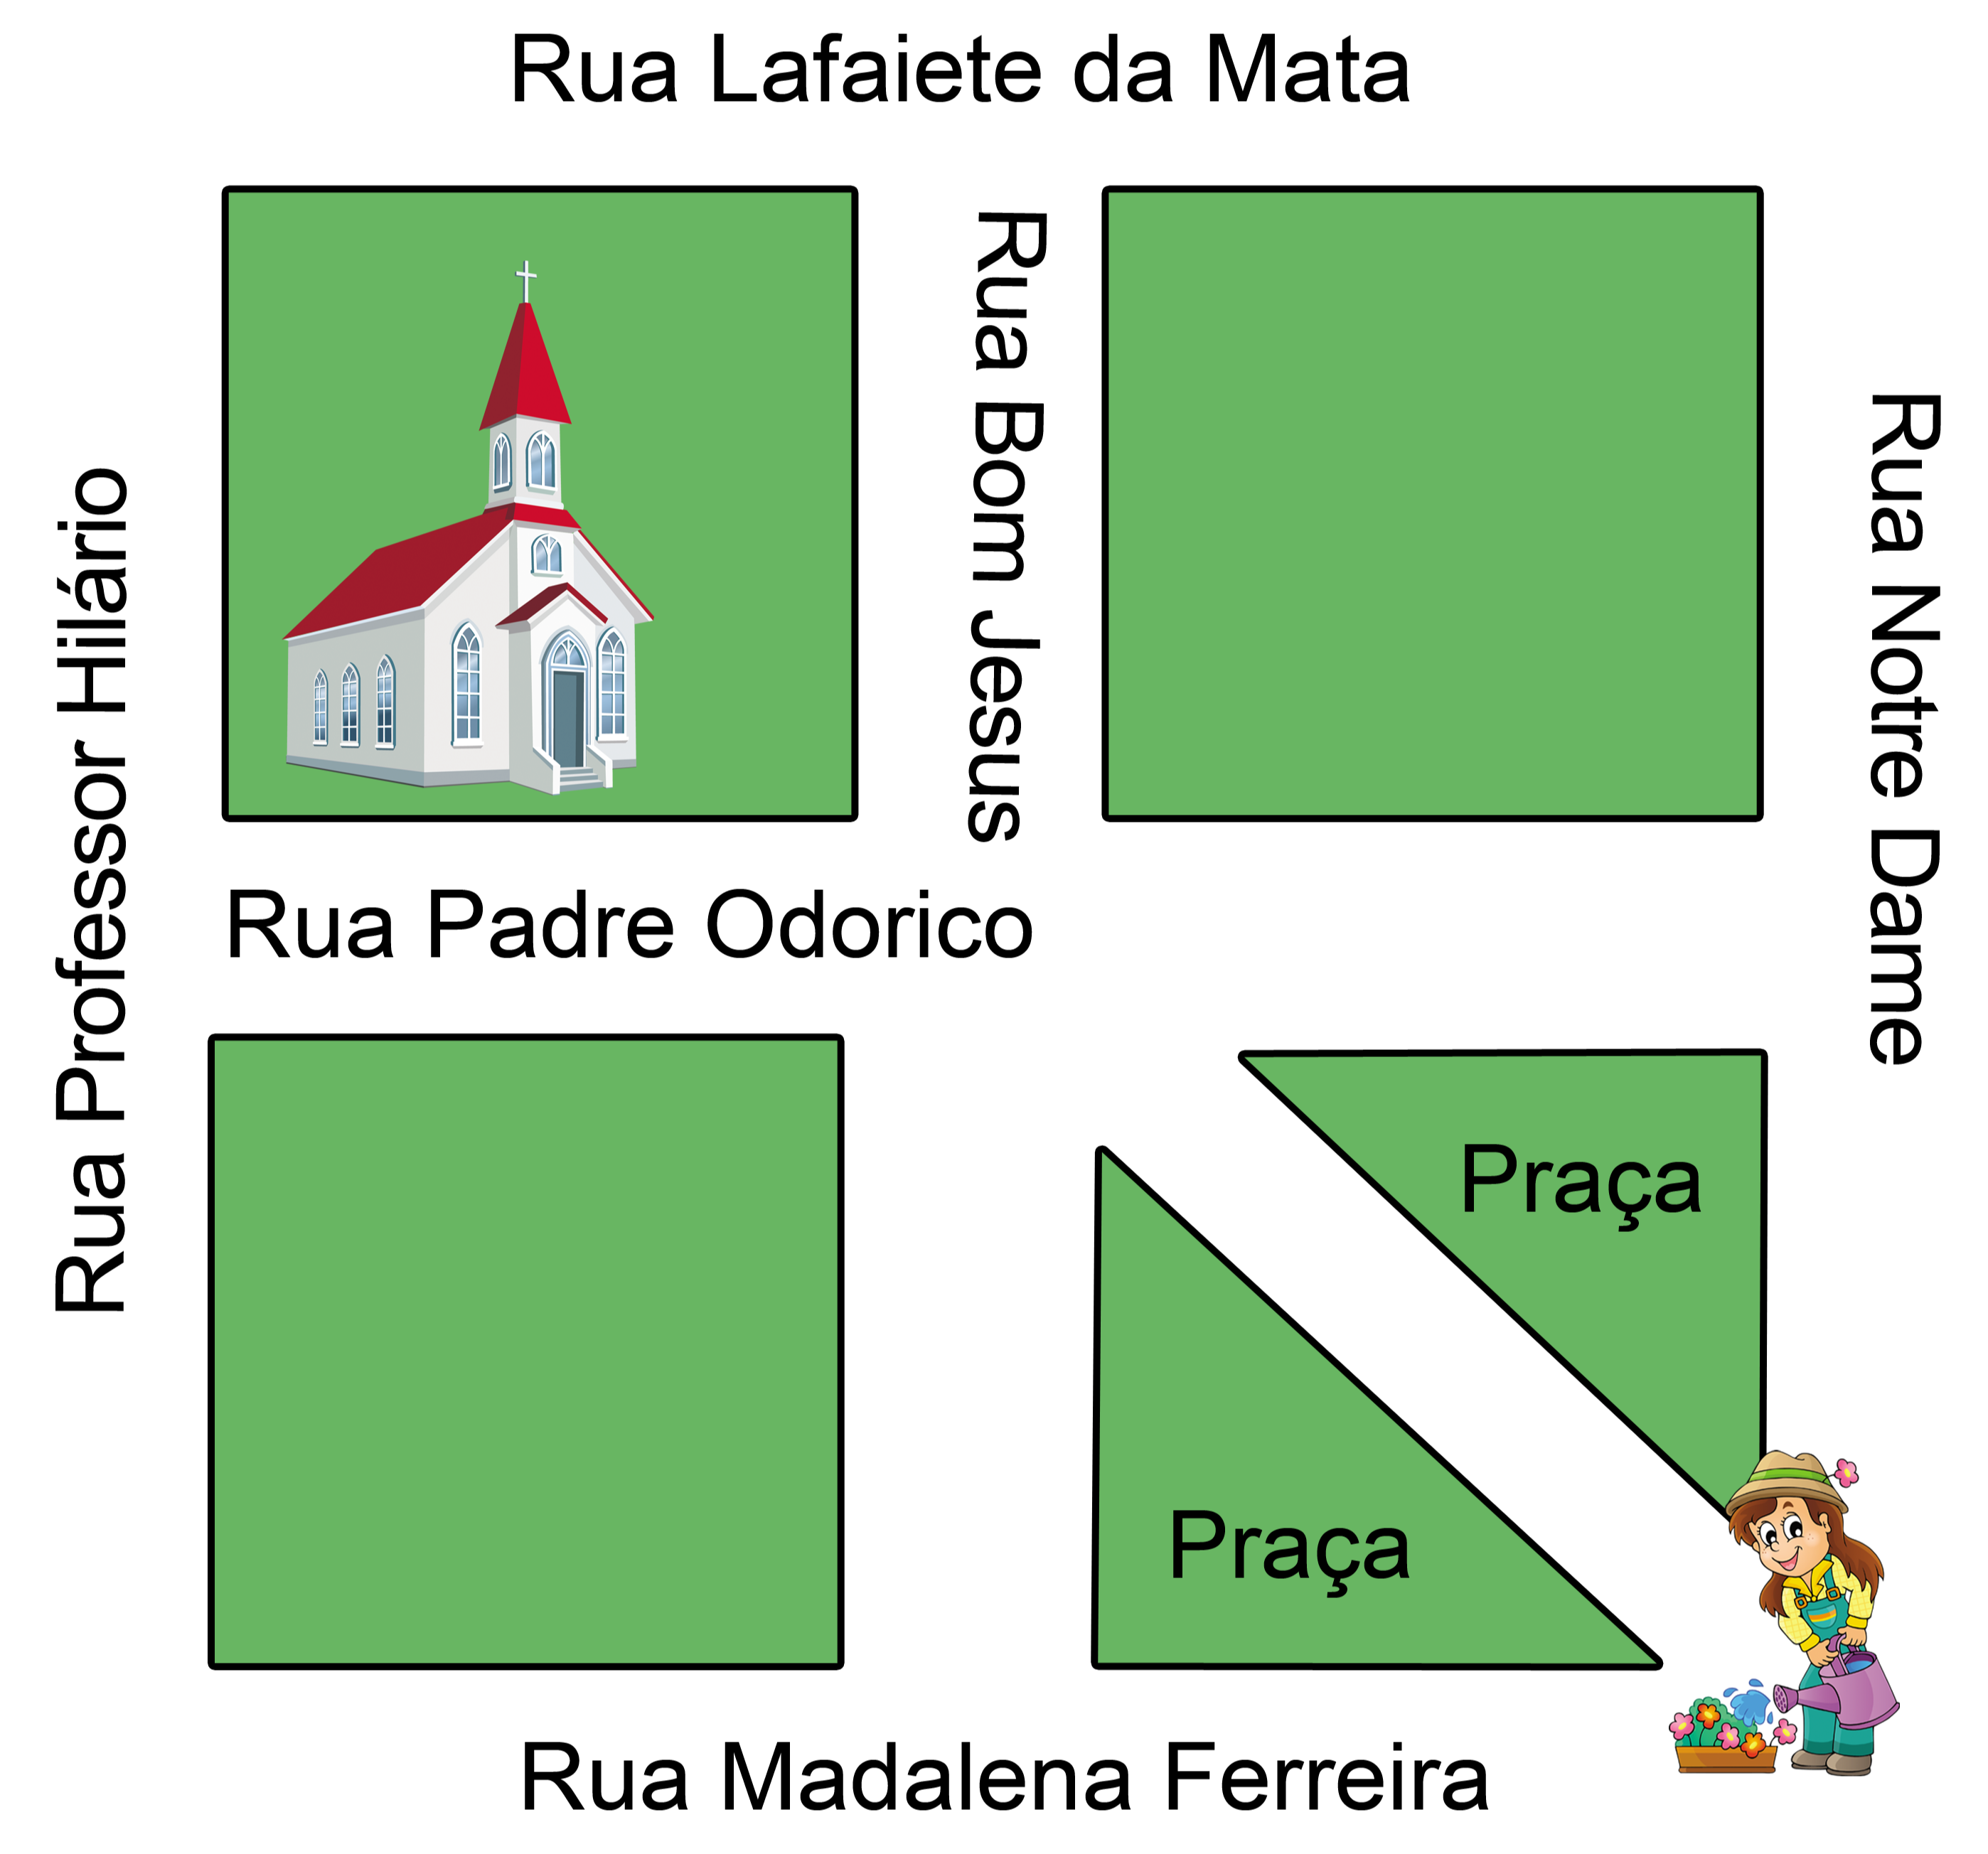 Rua Lafaiete da Mata
Rua Professor Hilário
Rua Bom Jesus
Rua Notre Dame
Rua Padre Odorico
Praça
Praça
Rua Madalena Ferreira